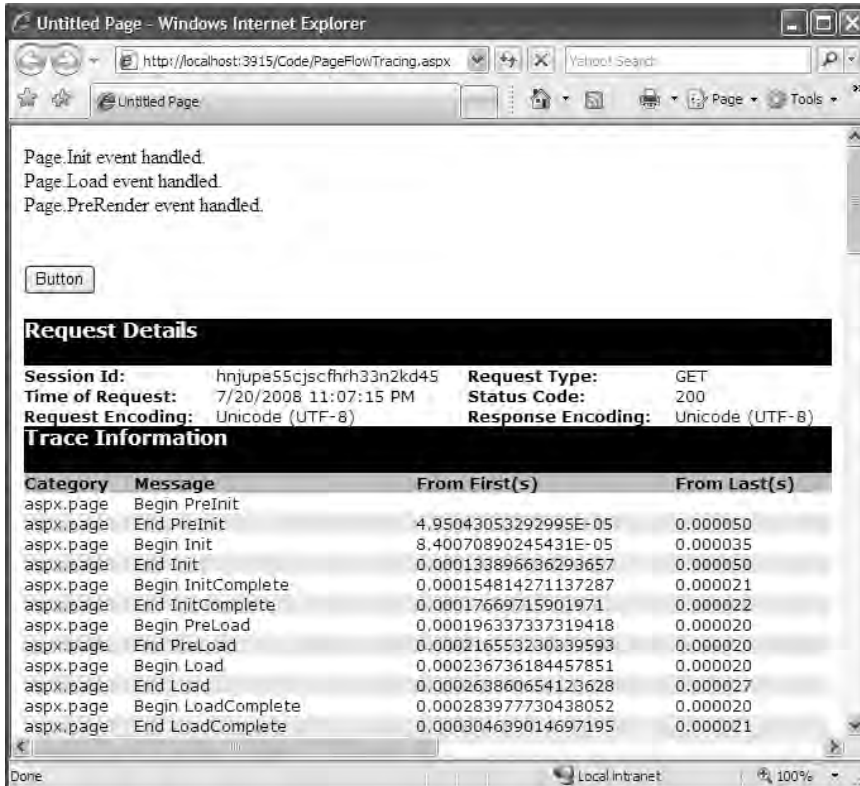 Untitled Page - Windows Internet Explorer
http://localhost:3915/Code/PageFlowTracing.aspx
Yahoo! Search
Untitled Page
Page
Tools
Page.Init event handled.
Page.Load event handled.
Page.PreRender event handled.
Button
Request Details
Session Id: hnjupe55cjscfhrh33n2kd45 Request Type: GET
Time of Request: 7/20/2008 11:07:15 PM Status Code: 200
Request Encoding: Unicode (UTF-8) Response Encoding: Unicode (UTF-8)
Trace Information
Category Message From First(s) From Last(s)
aspx.page Begin PreInit
aspx.page End PreInit 4.95043053292995E-05 0.000050
aspx.page Begin Init 8.40070890245431E-05 0.000035
aspx.page End Init 0.000133896636293657 0.000050
aspx.page Begin InitComplete 0.000154814271137287 0.000021
aspx.page End InitComplete 0.00017669715901971 0.000022
aspx.page Begin PreLoad 0.000196337337319418 0.000020
aspx.page End PreLoad 0.000216553230339593 0.000020
aspx.page Begin Load 0.000236736184457851 0.000020
aspx.page End Load 0.000263860654123628 0.000027
aspx.page Begin LoadComplete 0.000283977730438052 0.000020
aspx.page End LoadComplete 0.000304639014697195 0.000021
Done
Local intranet
100%